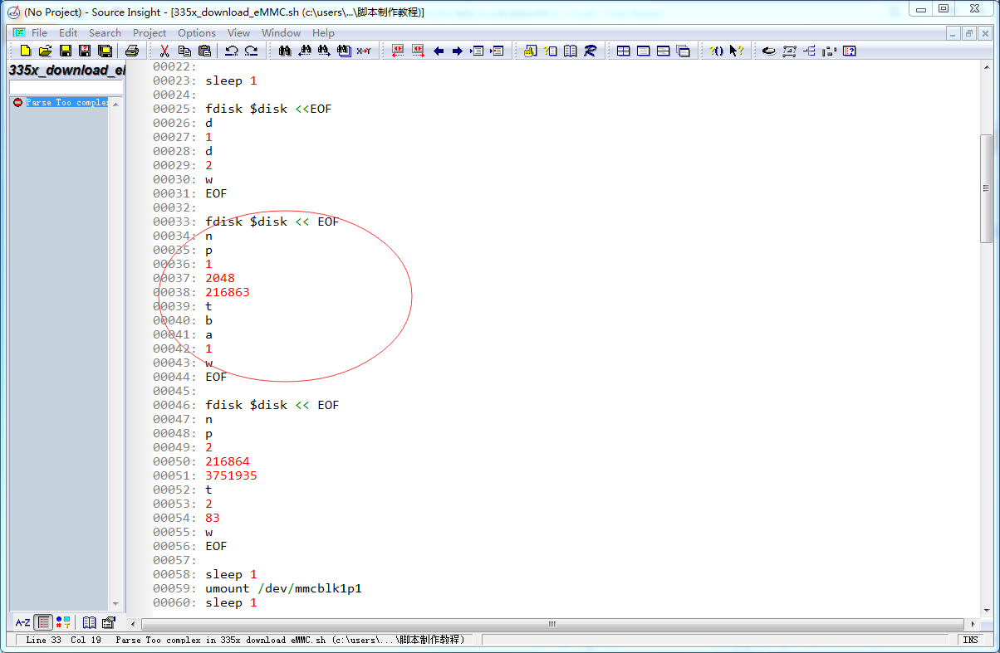 (No Project) - Source Insight - [335x_download_eMMC.sh (c:\users\...\脚本制作教程)]
File Edit Search Project Options View Window Help
335x_download_el
Parse Too comple
00022:
00023: sleep 1
00024:
00025: fdisk $disk <<EOF
00026: d
00027: 1
00028: d
00029: 2
00030: w
00031: EOF
00032:
00033: fdisk $disk << EOF
00034: n
00035: p
00036: 1
00037: 2048
00038: 216863
00039: t
00040: b
00041: a
00042: 1
00043: w
00044: EOF
00045:
00046: fdisk $disk << EOF
00047: n
00048: p
00049: 2
00050: 216864
00051: 3751935
00052: t
00053: 2
00054: 83
00055: w
00056: EOF
00057:
00058: sleep 1
00059: umount /dev/mmcblk1p1
00060: sleep 1
A-Z
Line 33 Col 19 Parse Too complex in 335x download eMMC.sh (c:\users\...\脚本制作教程) INS